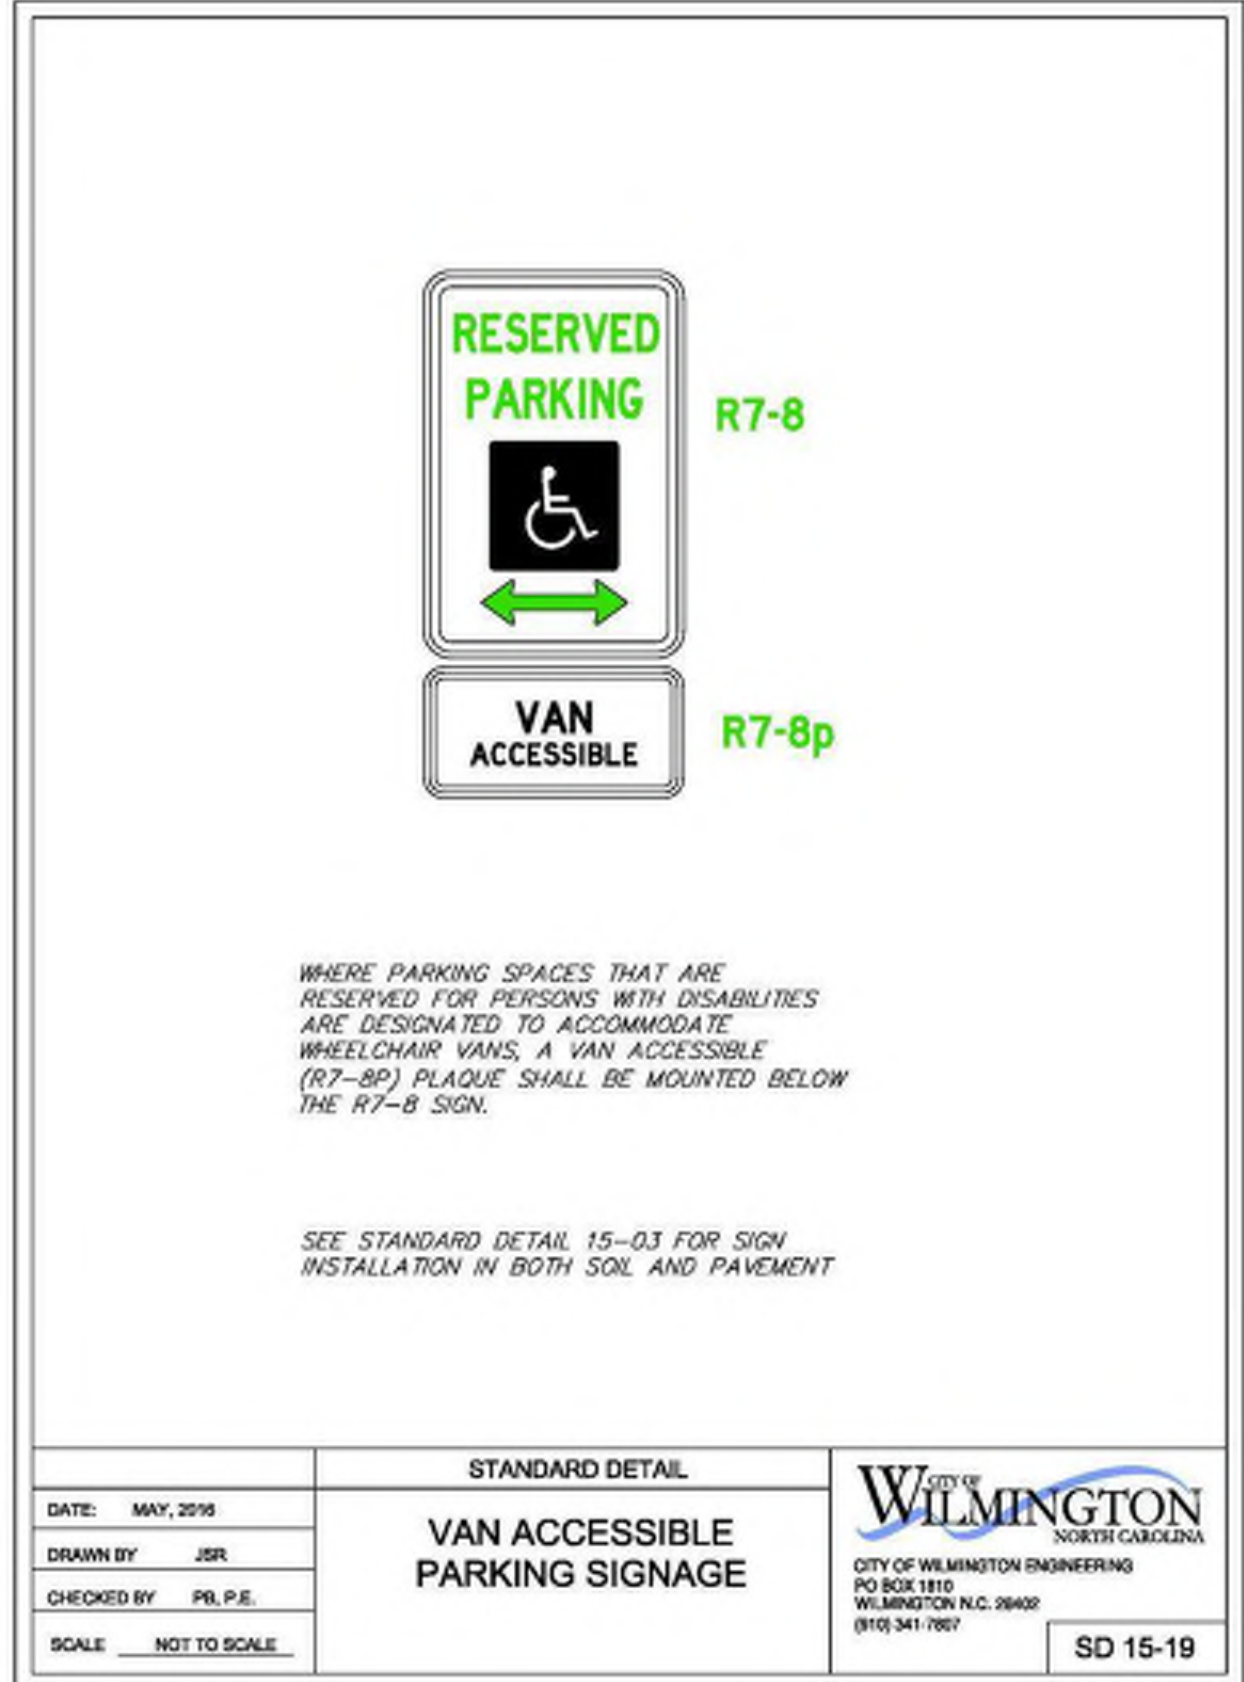 RESERVED
PARKING
R7-8
VAN
ACCESSIBLE
R7-8p
WHERE PARKING SPACES THAT ARE
RESERVED FOR PERSONS WITH DISABILITIES
ARE DESIGNATED TO ACCOMMODATE
WHEELCHAIR VANS, A VAN ACCESSIBLE
(R7-8P) PLAQUE SHALL BE MOUNTED BELOW
THE R7-8 SIGN.
SEE STANDARD DETAIL 15-03 FOR SIGN
INSTALLATION IN BOTH SOIL AND PAVEMENT
DATE: MAY, 2016
DRAWN BY JSR
CHECKED BY PB, P.E.
SCALE NOT TO SCALE
STANDARD DETAIL
VAN ACCESSIBLE
PARKING SIGNAGE
CITY OF
WILMINGTON
NORTH CAROLINA
CITY OF WILMINGTON ENGINEERING
PO BOX 1810
WILMINGTON N.C. 28402
(910) 341-7807
SD 15-19